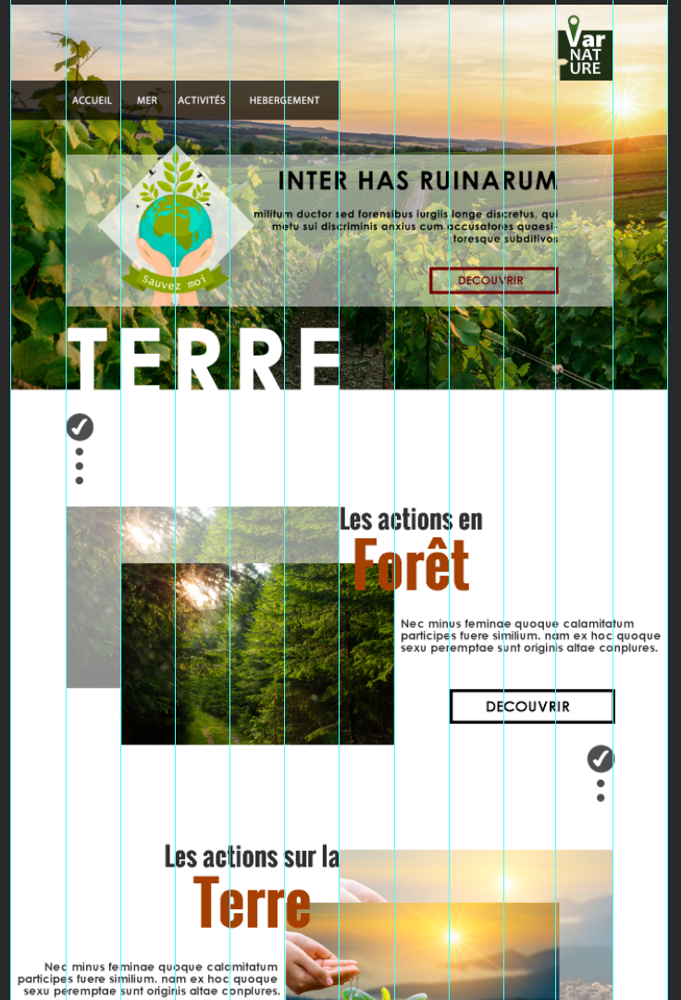 Var
NAT
URE
ACCUEIL MER ACTIVITÉS HEBERGEMENT
INTER HAS RUINARUM
militum ductor sed forensibus iurgiis longe discretus, qui
metu sui discriminis anxius cum accusatores quaesi-
toresque subditivos
DECOUVRIR
Sauvez moi
TERRE
Les actions en
Forêt
Nec minus feminae quoque calamitatum
participes fuere similium. nam ex hoc quoque
sexu peremptae sunt originis altae conplures.
DECOUVRIR
Les actions sur la
Terre
Nec minus feminae quoque calamitatum
participes fuere similium. nam ex hoc quoque
sexu peremptae sunt originis altae conplures.